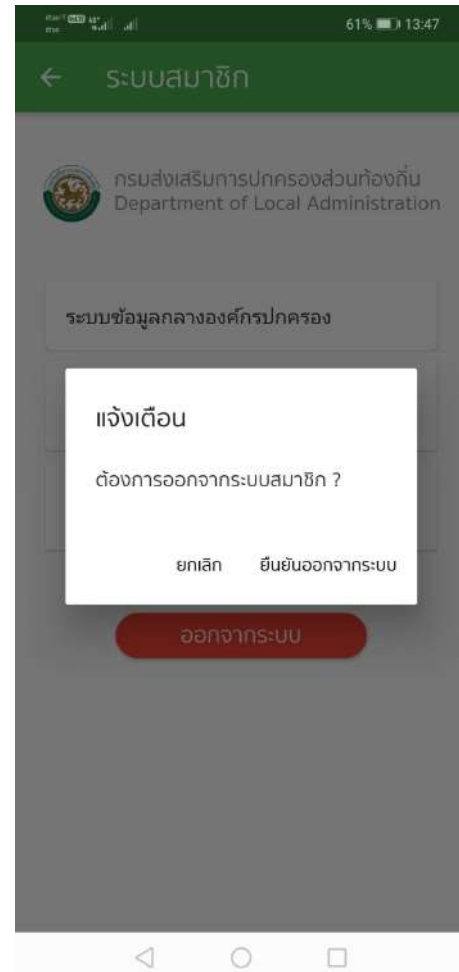 61% 13:47
ระบบสมาชิก
กรมส่งเสริมการปกครองส่วนท้องถิ่น
Department of Local Administration
ระบบข้อมูลกลางองค์กรปกครอง
แจ้งเตือน
ต้องการออกจากระบบสมาชิก ?
ยกเลิก ยืนยันออกจากระบบ
ออกจากระบบ